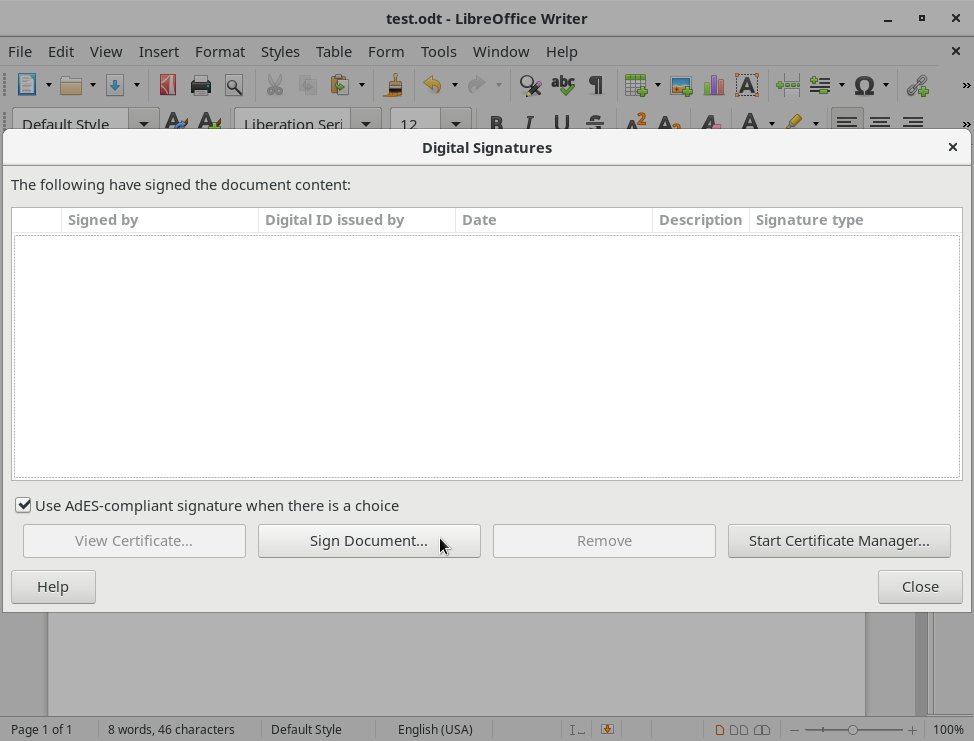 test.odt - LibreOffice Writer
File Edit View Insert Format Styles Table Form Tools Window Help
Default Style Liberation Seri 12
Digital Signatures
The following have signed the document content:
Signed by Digital ID issued by Date Description Signature type
Use AdES-compliant signature when there is a choice
View Certificate... Sign Document... Remove Start Certificate Manager...
Help Close
Page 1 of 1 8 words, 46 characters Default Style English (USA) 100%